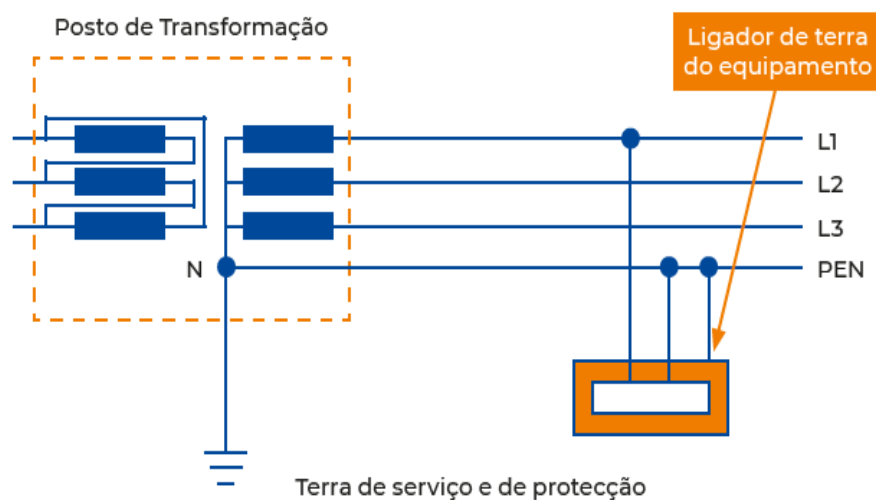 Posto de Transformação
Ligador de terra
do equipamento
L1
L2
L3
N
PEN
Terra de serviço e de protecção